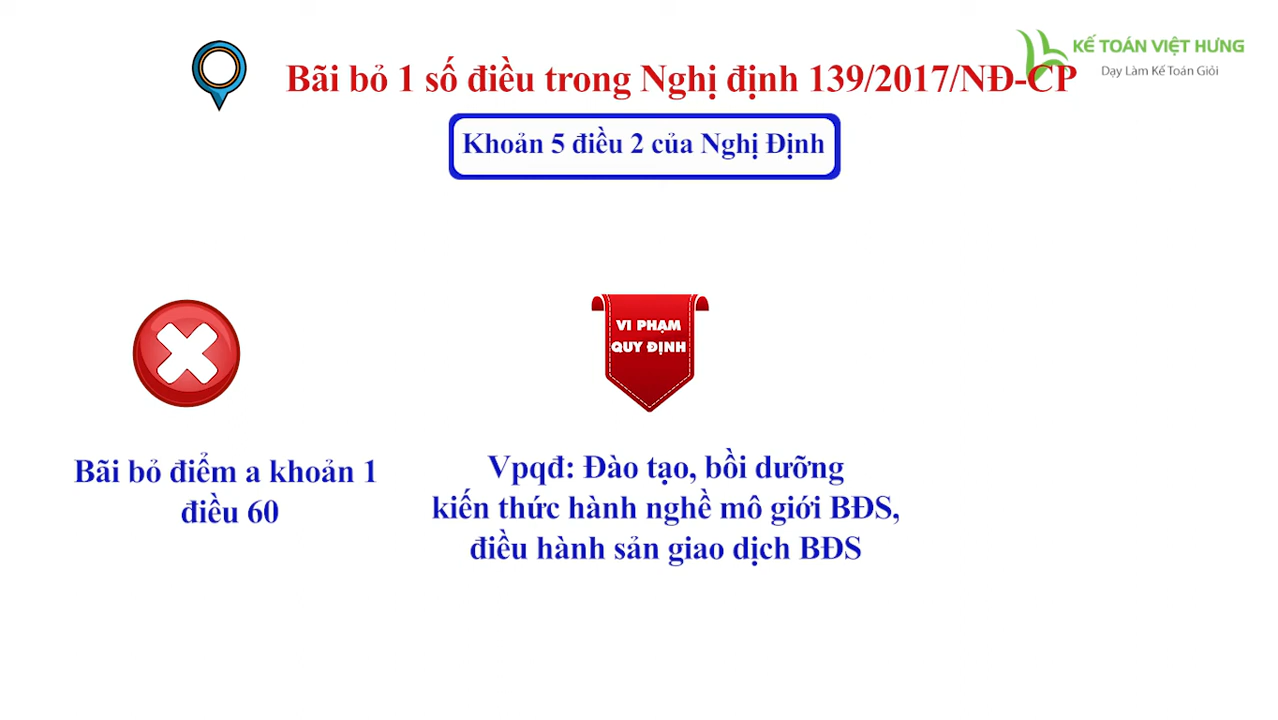 KẾ TOÁN VIỆT HƯNG
Dạy Làm Kế Toán Giỏi
Bãi bỏ 1 số điều trong Nghị định 139/2017/NĐ-CP
Khoản 5 điều 2 của Nghị Định
VI PHẠM
QUY ĐỊNH
Bãi bỏ điểm a khoản 1
điều 60
Vpqđ: Đào tạo, bồi dưỡng
kiến thức hành nghề mô giới BĐS,
điều hành sản giao dịch BĐS